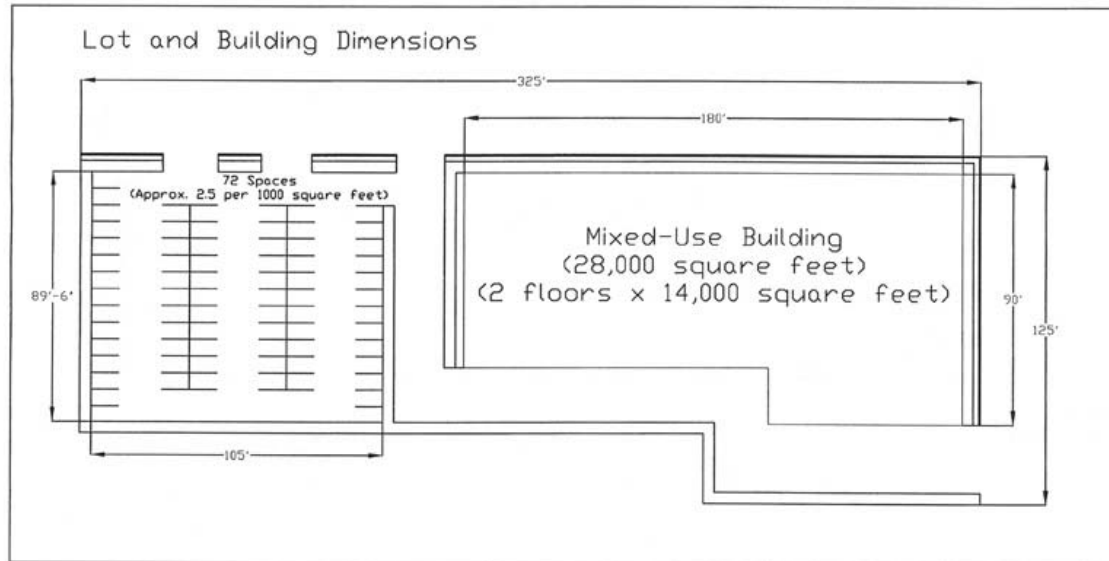 Lot and Building Dimensions
325'
180'
72 Spaces
(Approx. 2.5 per 1000 square feet)
Mixed-Use Building
(28,000 square feet)
(2 floors x 14,000 square feet)
89'-6"
90'
125'
105'